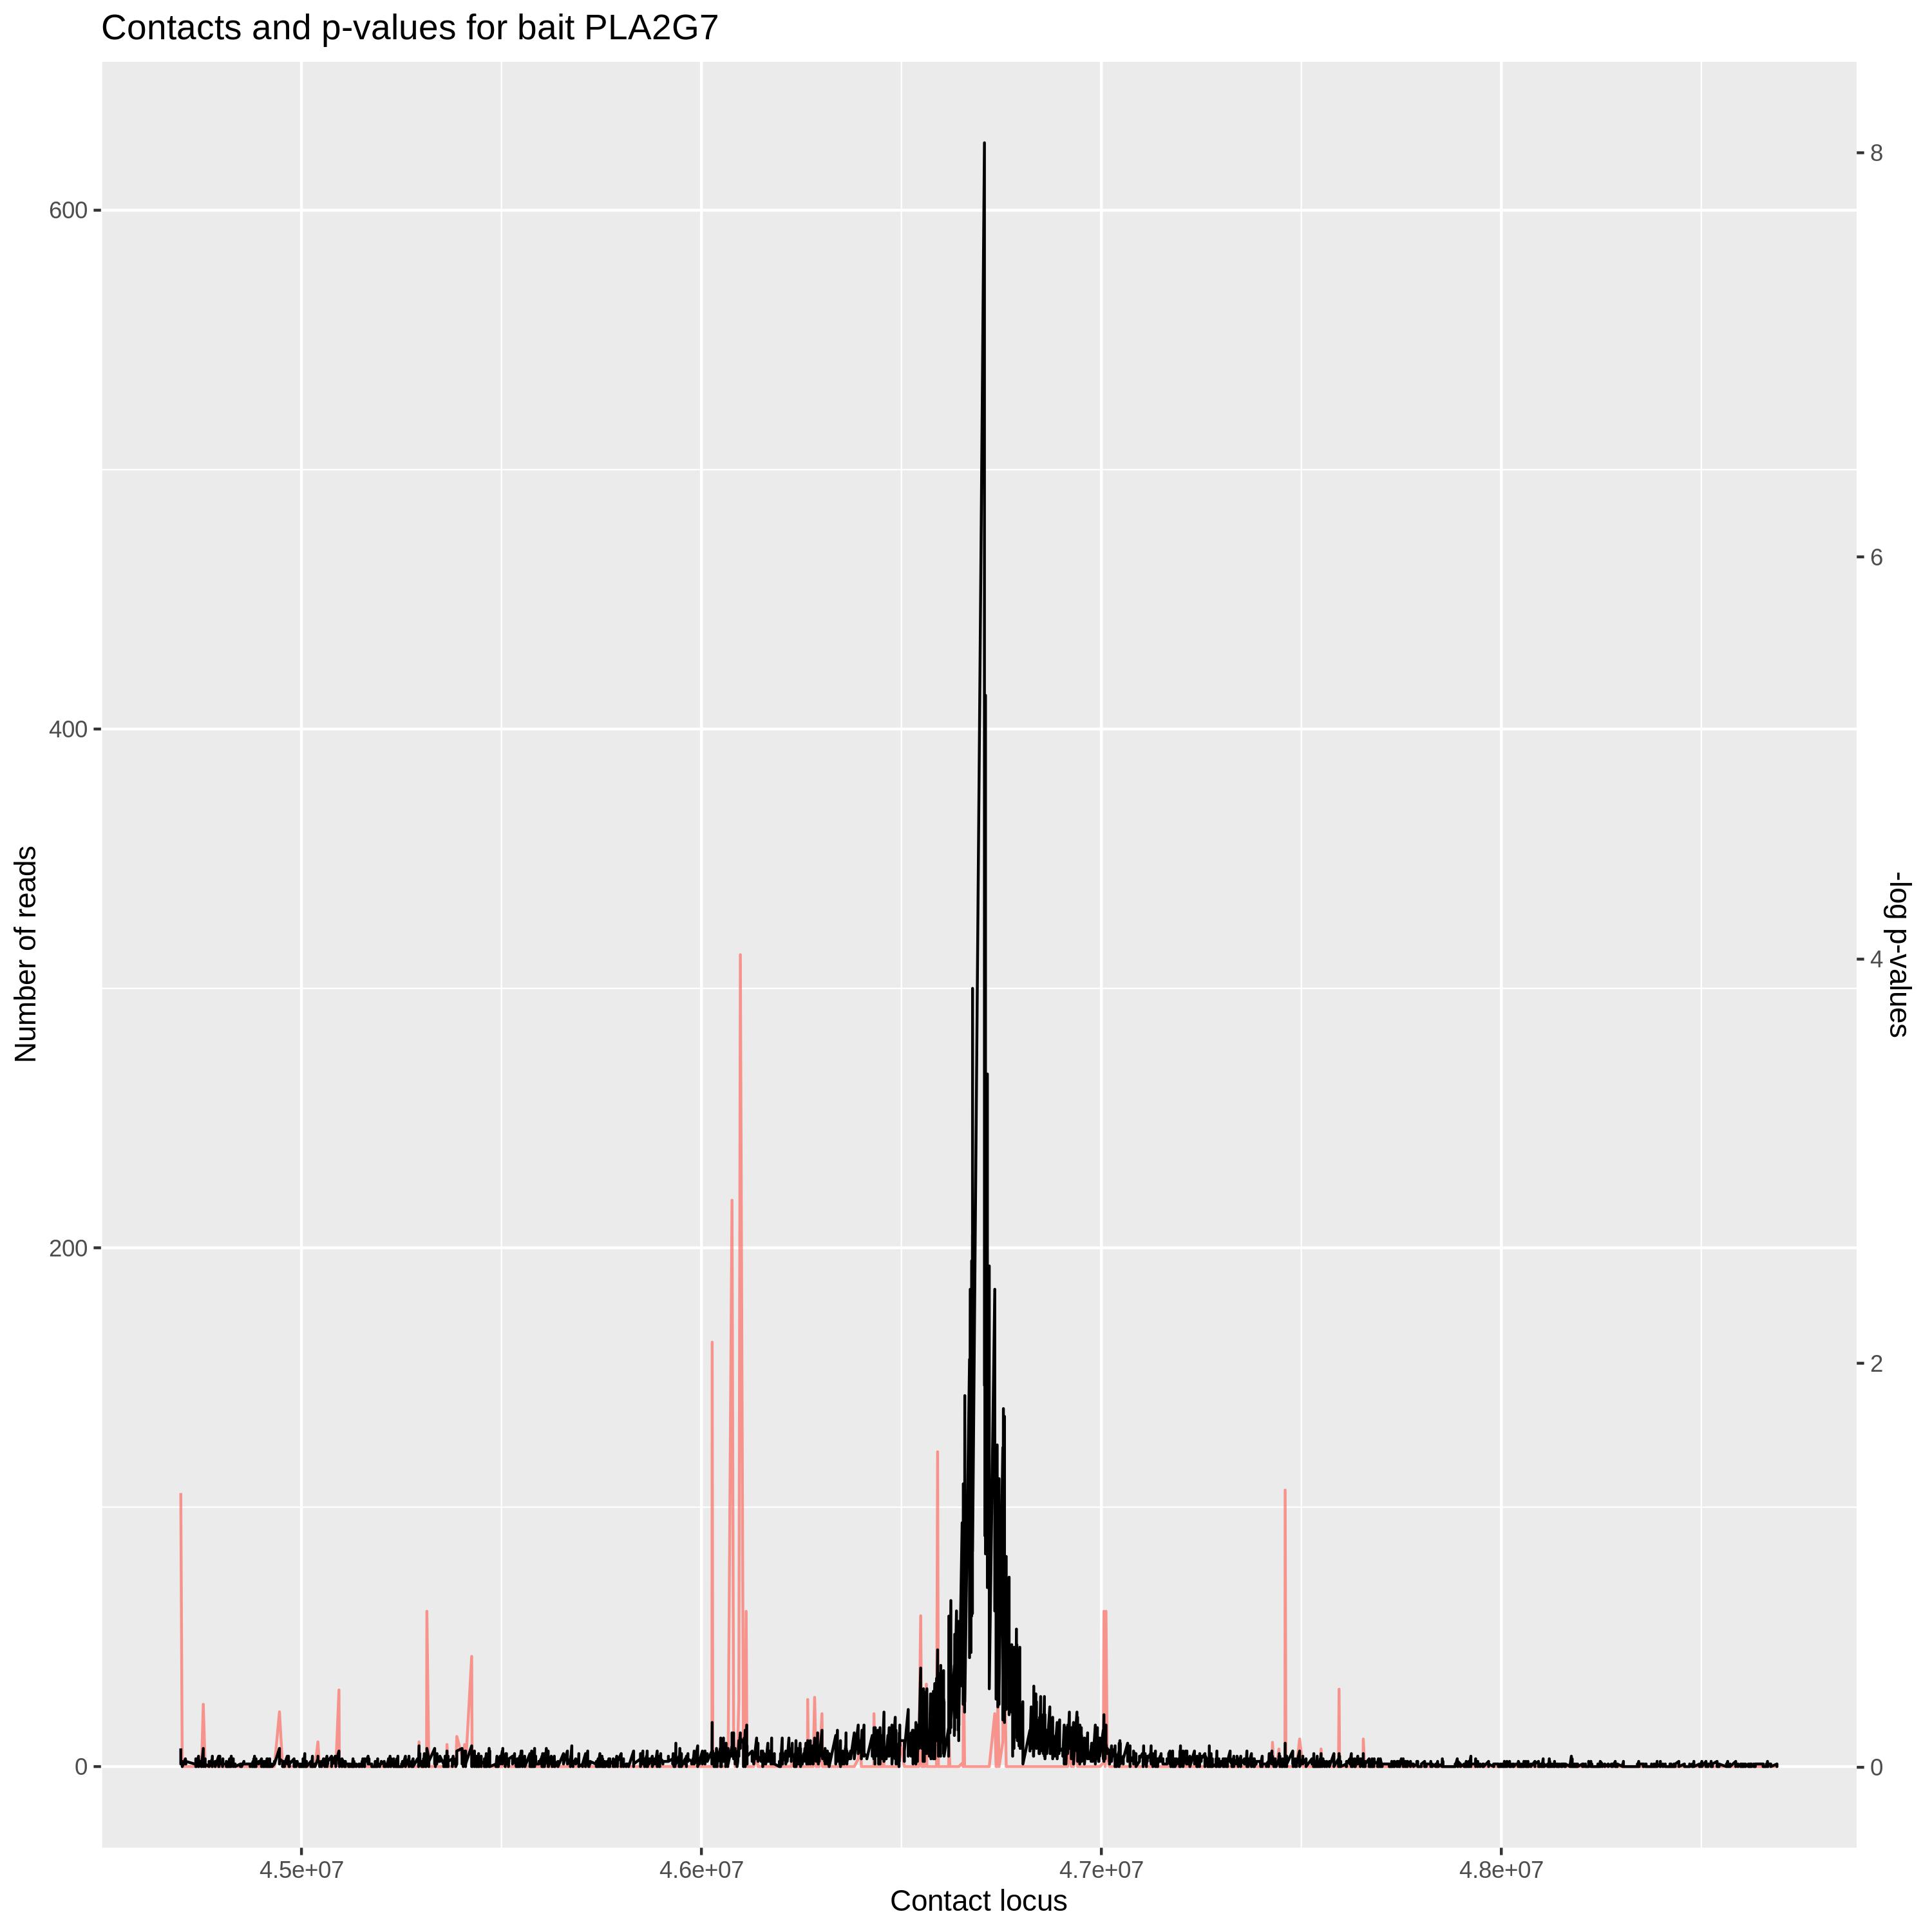 Contacts and p-values for bait PLA2G7
Number of reads
600
400
200
0
8
6
4
2
0
-log p-values
4.5e+07 4.6e+07 4.7e+07 4.8e+07
Contact locus